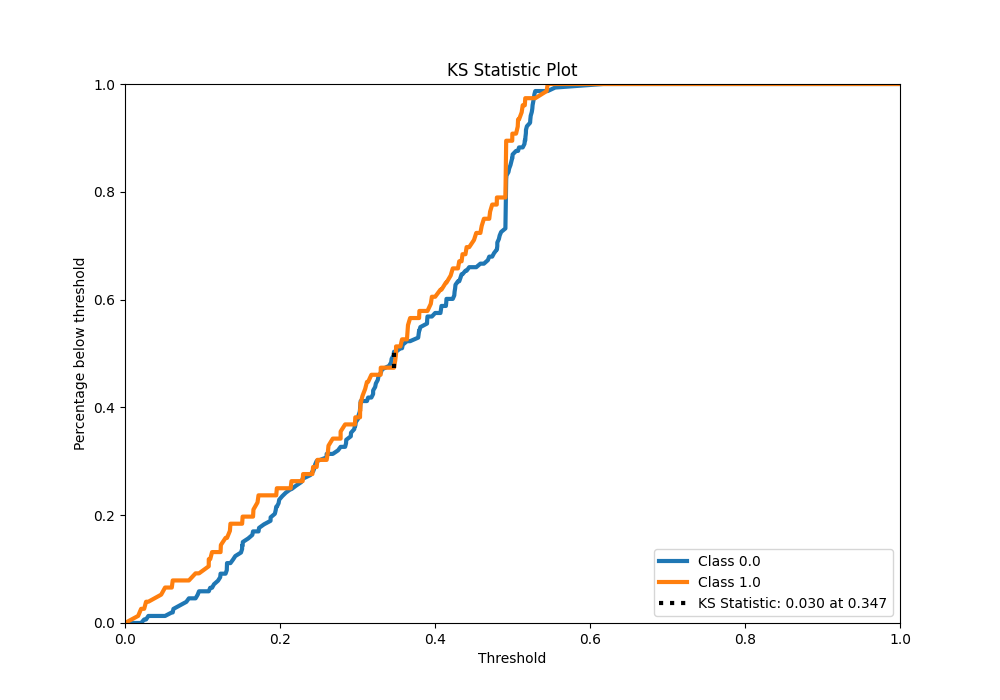 KS Statistic Plot
1.0
0.8
0.6
0.4
0.2
0.0
Percentage below threshold
0.0 0.2 0.4 0.6 0.8 1.0
Threshold
Class 0.0
Class 1.0
KS Statistic: 0.030 at 0.347